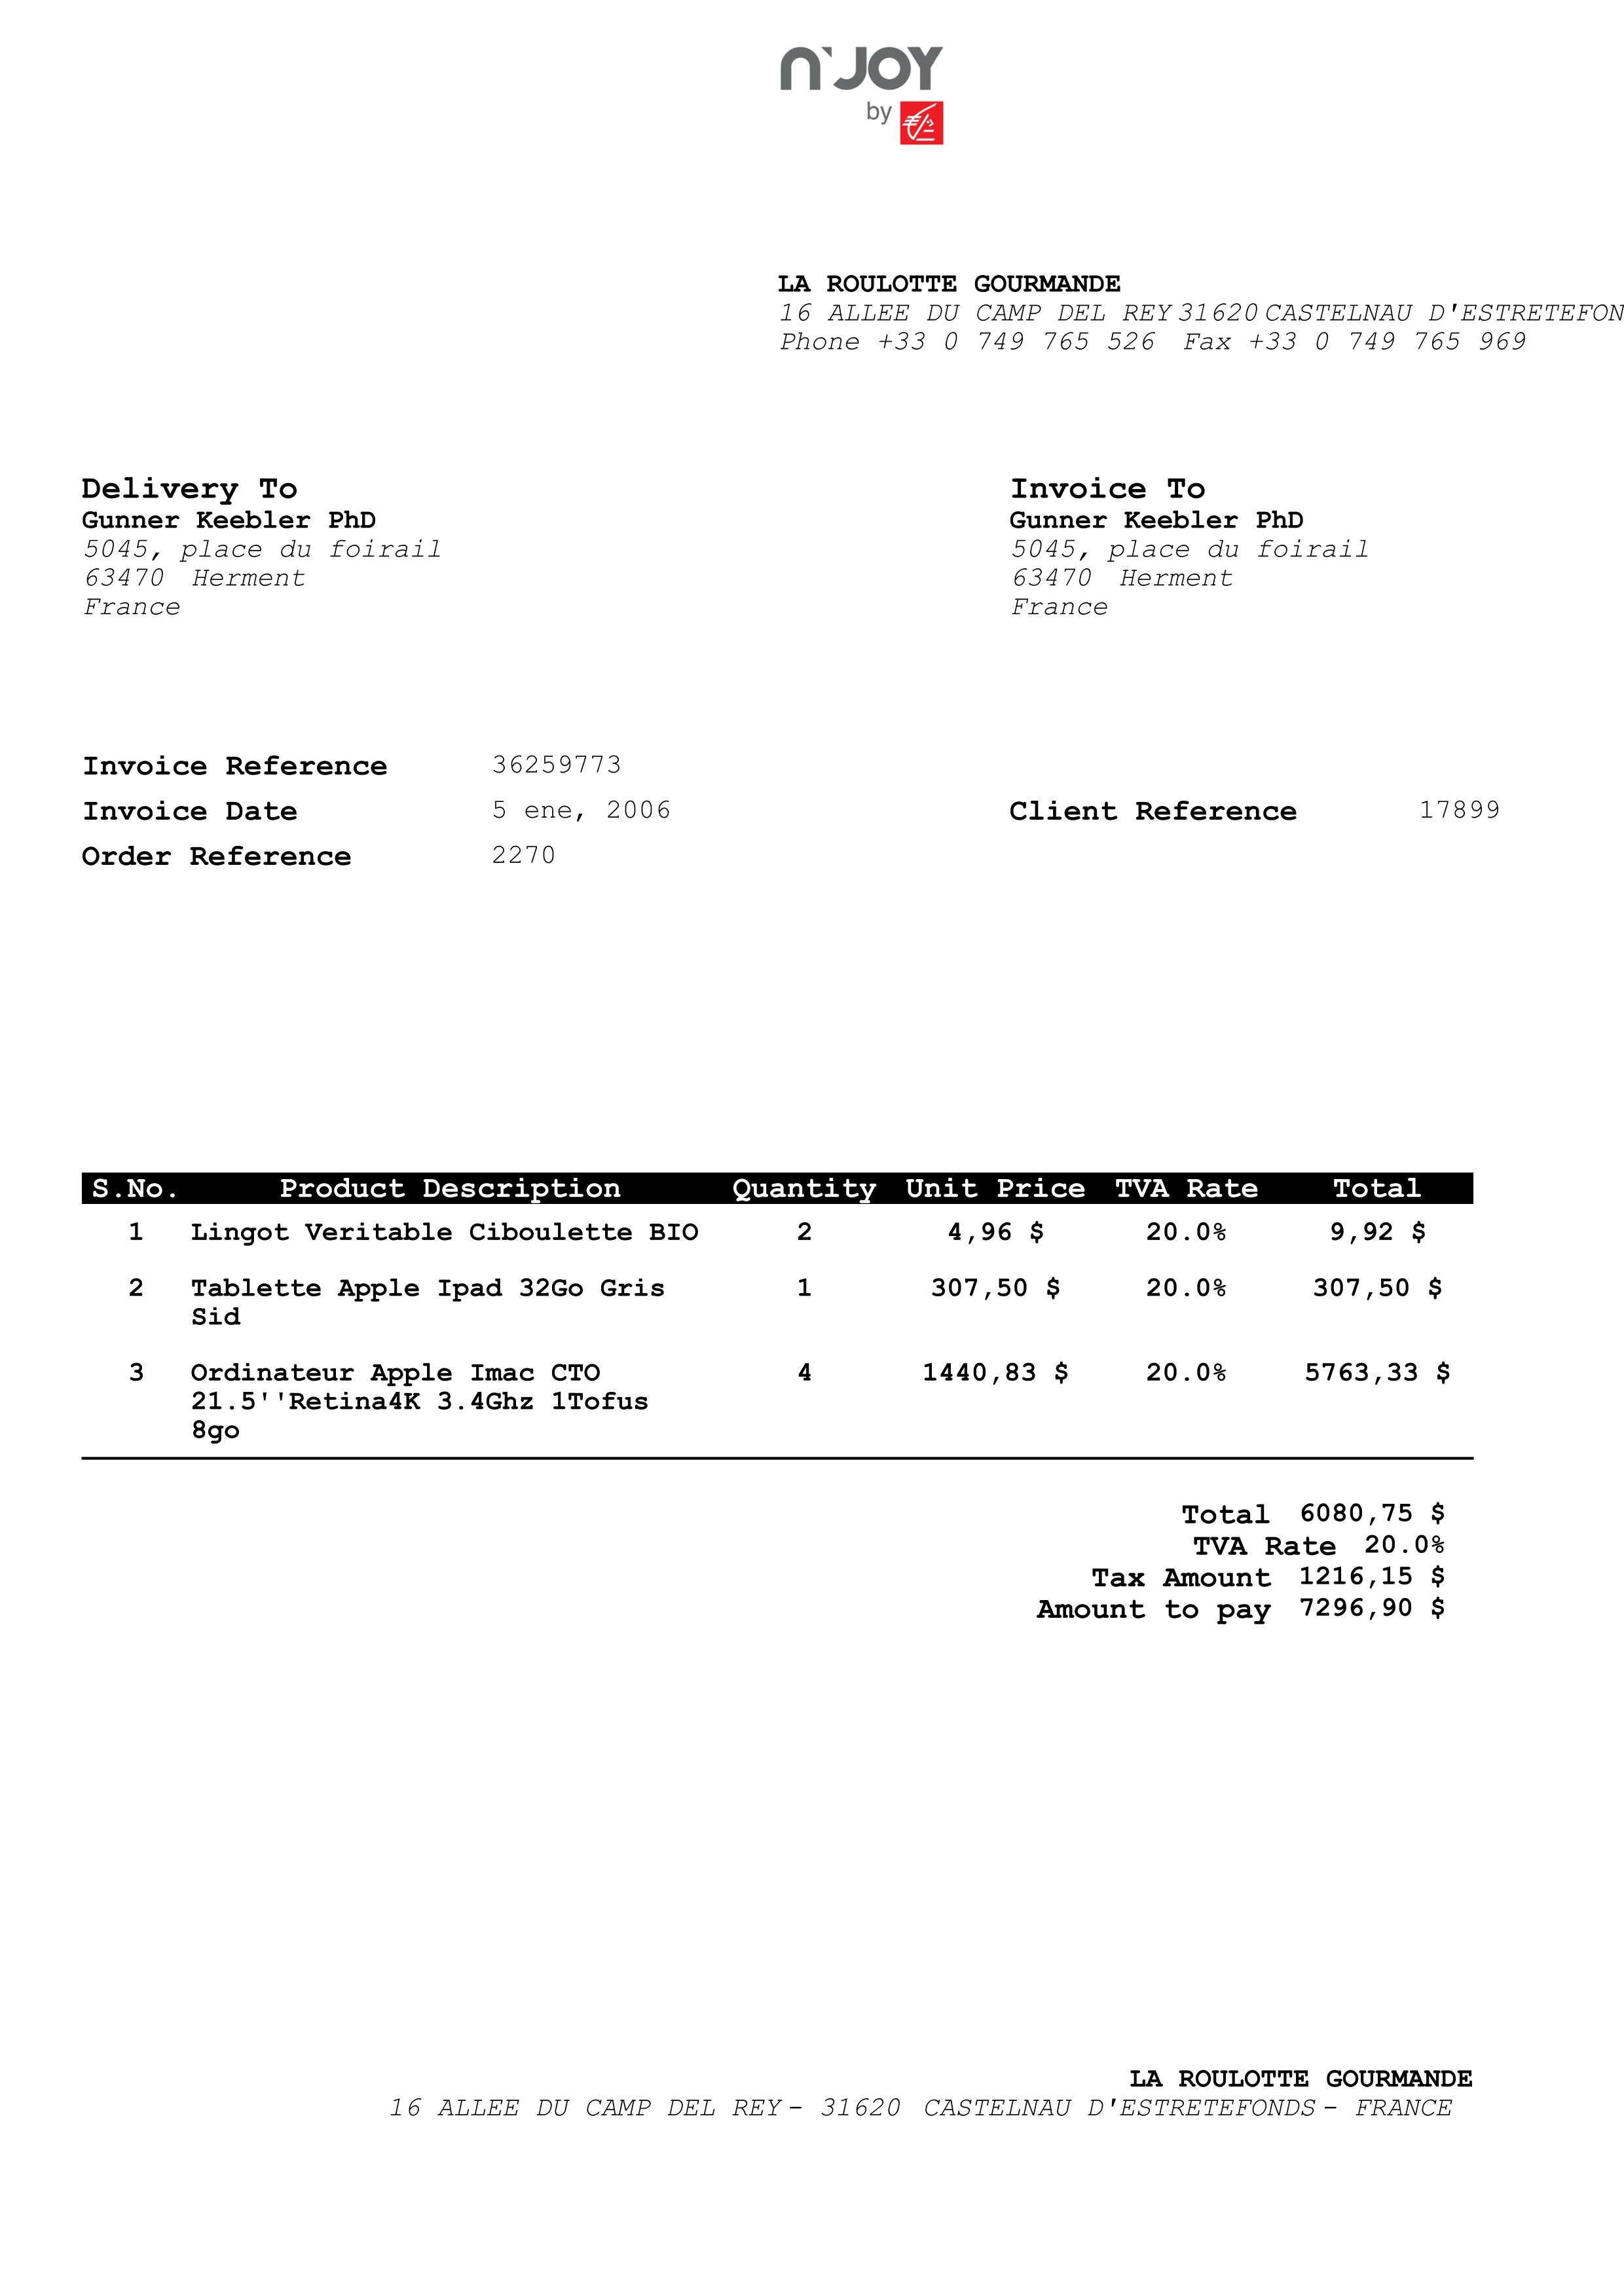 n'JOY
by
LA ROULOTTE GOURMANDE
16 ALLEE DU CAMP DEL REY 31620 CASTELNAU D'ESTRETEFON
Phone +33 0 749 765 526 Fax +33 0 749 765 969
Delivery To
Gunner Keebler PhD
5045, place du foirail
63470 Herment
France
Invoice To
Gunner Keebler PhD
5045, place du foirail
63470 Herment
France
Invoice Reference 36259773
Invoice Date 5 ene, 2006 Client Reference 17899
Order Reference 2270
S.No. Product Description Quantity Unit Price TVA Rate Total
1 Lingot Veritable Ciboulette BIO 2 4,96 $ 20.0% 9,92 $
2 Tablette Apple Ipad 32Go Gris 1 307,50 $ 20.0% 307,50 $
Sid
3 Ordinateur Apple Imac CTO 4 1440,83 $ 20.0% 5763,33 $
21.5''Retina4K 3.4Ghz 1Tofus
8go
Total 6080,75 $
TVA Rate 20.0%
Tax Amount 1216,15 $
Amount to pay 7296,90 $
LA ROULOTTE GOURMANDE
16 ALLEE DU CAMP DEL REY - 31620 CASTELNAU D'ESTRETEFONDS - FRANCE